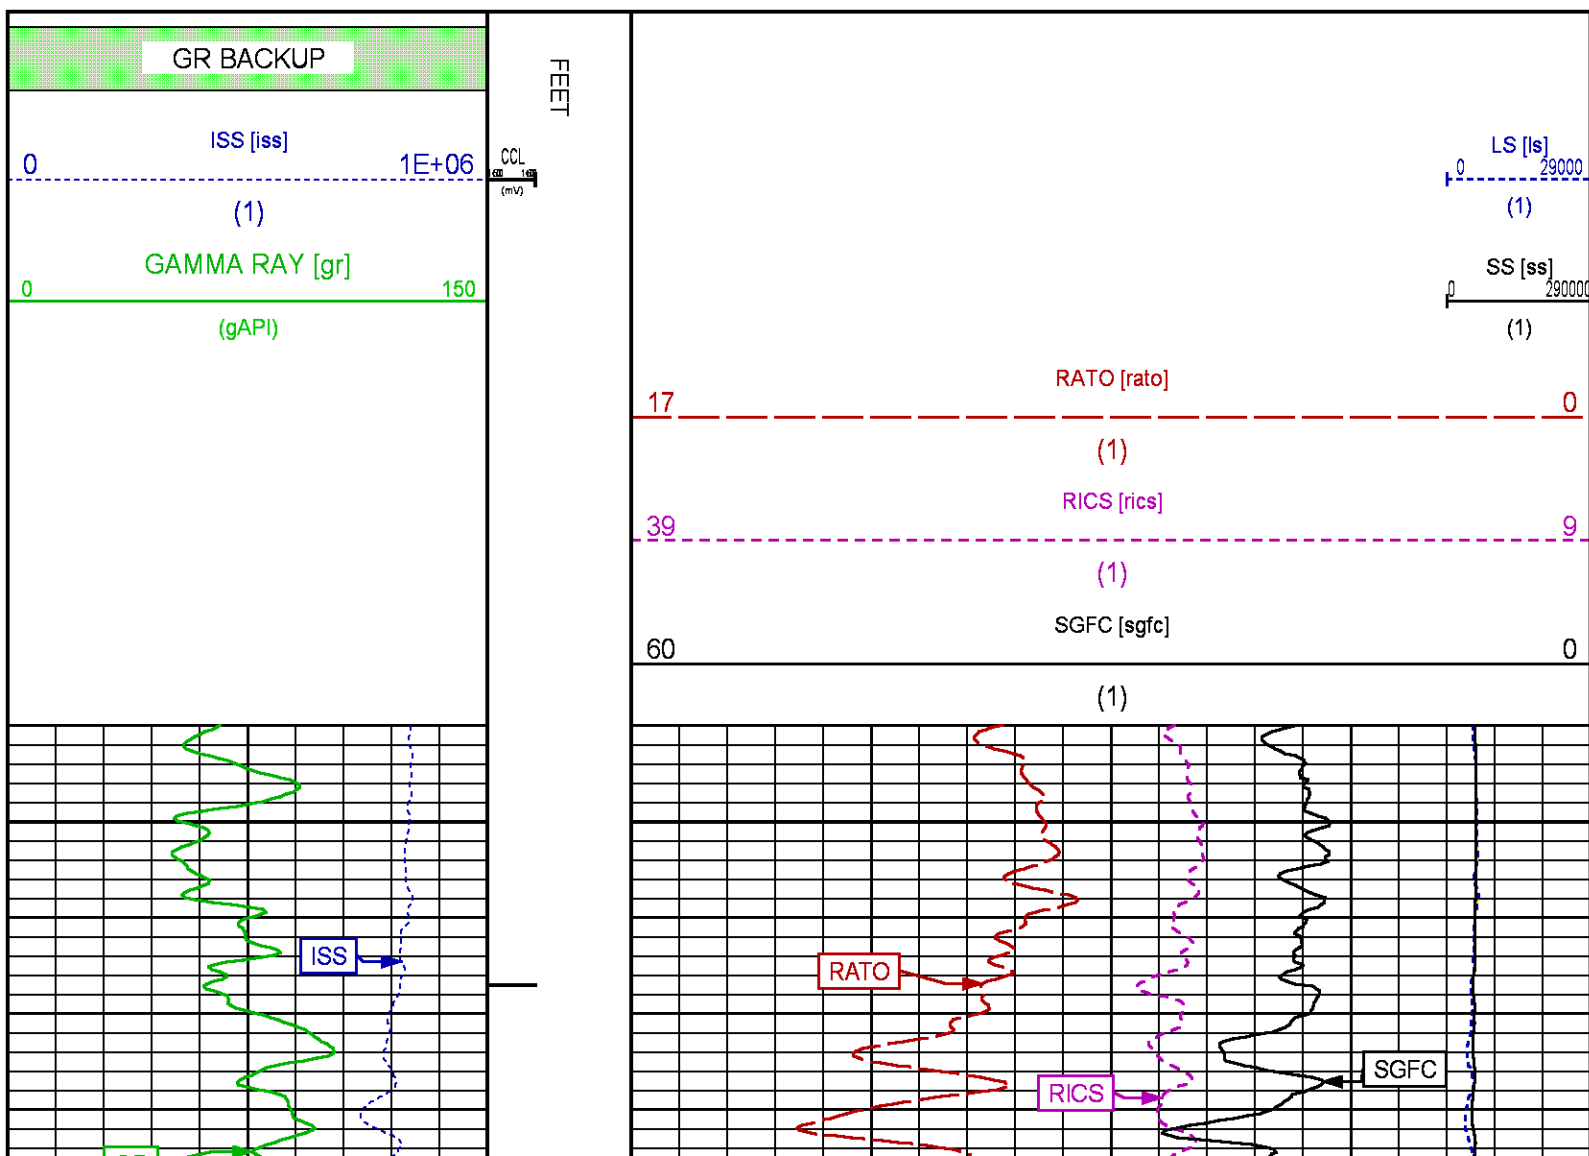 GR BACKUP
FEET
ISS [iss]
0 1E+06
(1)
CCL
(mV)
GAMMA RAY [gr]
0 150
(gAPI)
LS [ls]
0 29000
(1)
SS [ss]
0 290000
(1)
RATO [rato]
17 0
(1)
RICS [rics]
39 9
(1)
SGFC [sgfc]
60 0
(1)
ISS
RATO
SGFC
RICS